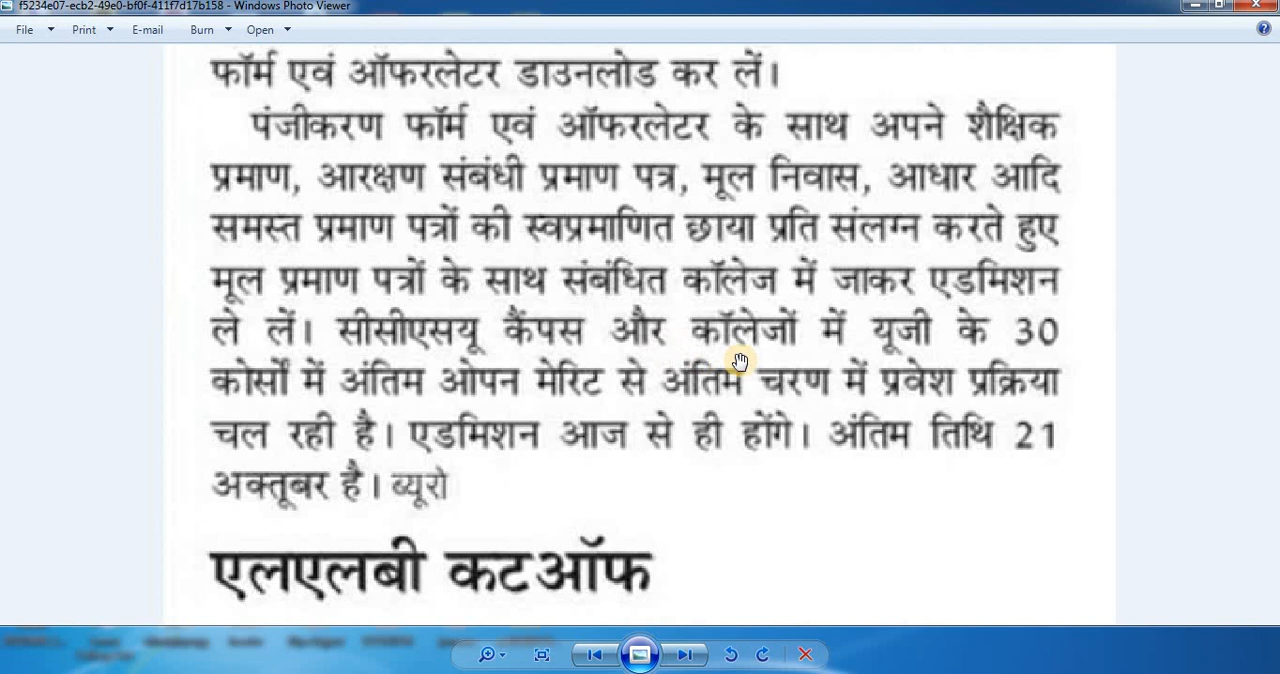 f5234e07-ecb2-49e0-bf0f-411f7d17b158 - Windows Photo Viewer
File Print E-mail Burn Open
फॉर्म एवं ऑफरलेटर डाउनलोड कर लें।
पंजीकरण फॉर्म एवं ऑफरलेटर के साथ अपने शैक्षिक
प्रमाण, आरक्षण संबंधी प्रमाण पत्र, मूल निवास, आधार आदि
समस्त प्रमाण पत्रों की स्वप्रमाणित छाया प्रति संलग्न करते हुए
मूल प्रमाण पत्रों के साथ संबंधित कॉलेज में जाकर एडमिशन
ले लें। सीसीएसयू कैंपस और कॉलेजों में यूजी के 30
कोर्सों में अंतिम ओपन मेरिट से अंतिम चरण में प्रवेश प्रक्रिया
चल रही है। एडमिशन आज से ही होंगे। अंतिम तिथि 21
अक्तूबर है। ब्यूरो
एलएलबी कटऑफ